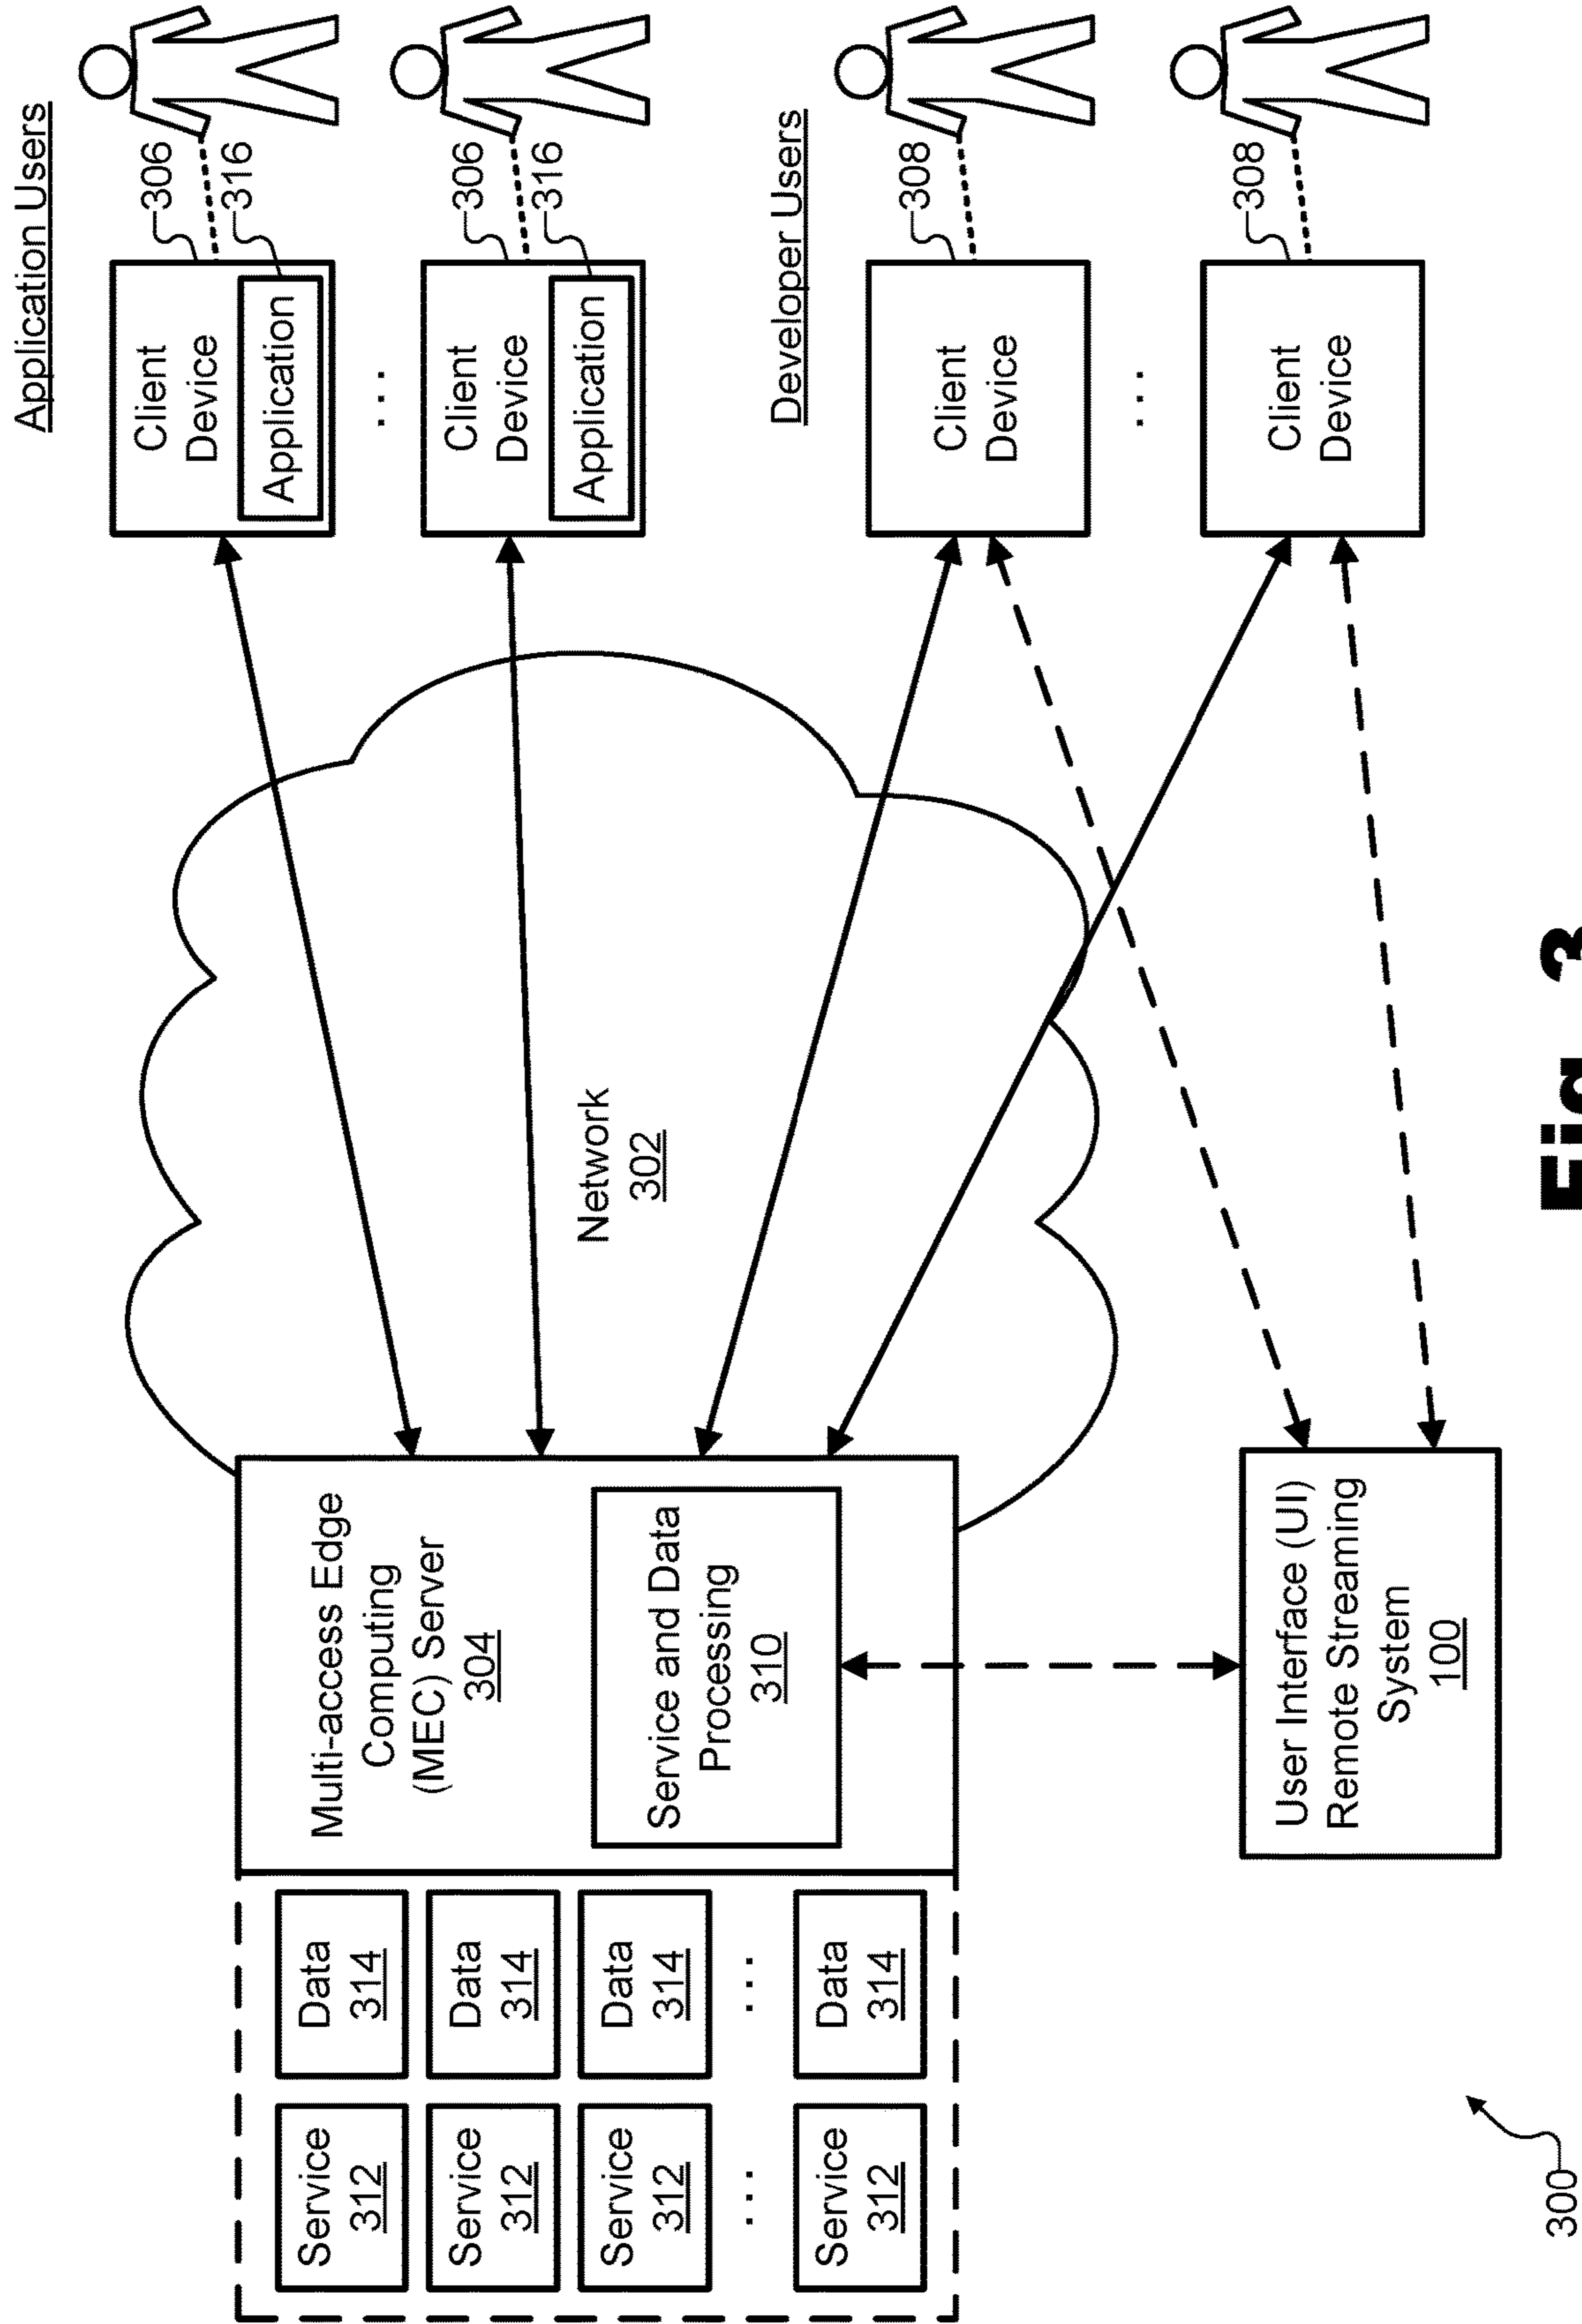 Application Users
Client
Device
Application
306
316
Client
Device
Application
306
316
Developer Users
Client
Device
308
Client
Device
308
Network
302
Multi-access Edge
Computing
(MEC) Server
304
Service and Data
Processing
310
User Interface (UI)
Remote Streaming
System
100
Service
312
Data
314
Service
312
Data
314
Service
312
Data
314
. . .
. . .
Service
312
Data
314
. . .
. . .
300
Fig. 3